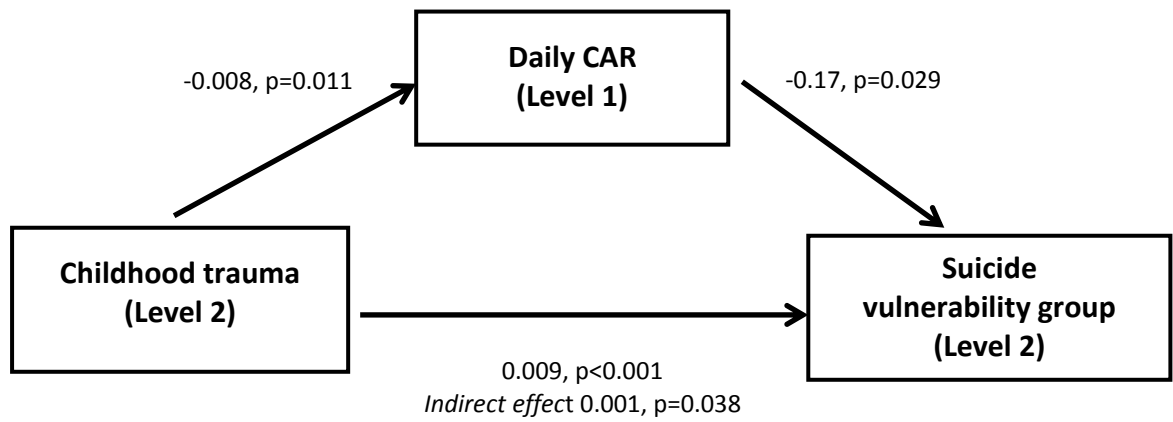 Daily CAR
(Level 1)
-0.008, p=0.011
-0.17, p=0.029
Childhood trauma
(Level 2)
Suicide
vulnerability group
(Level 2)
0.009, p<0.001
Indirect effect 0.001, p=0.038